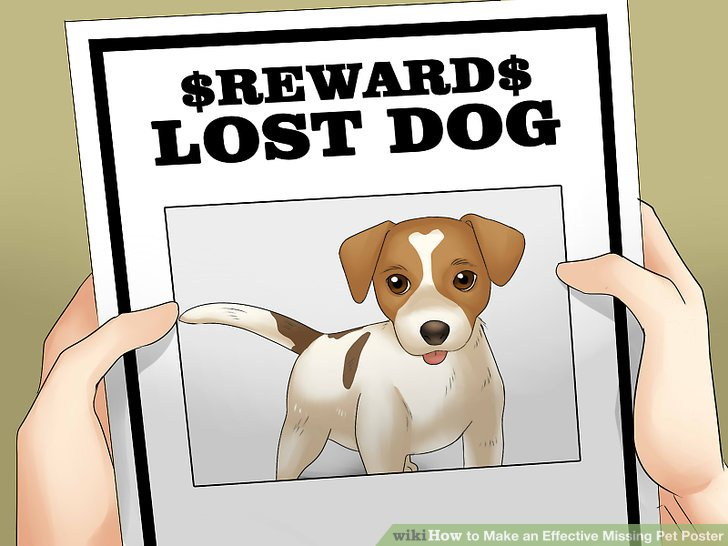 $REWARD$
LOST DOG
wikiHow to Make an Effective Missing Pet Poster